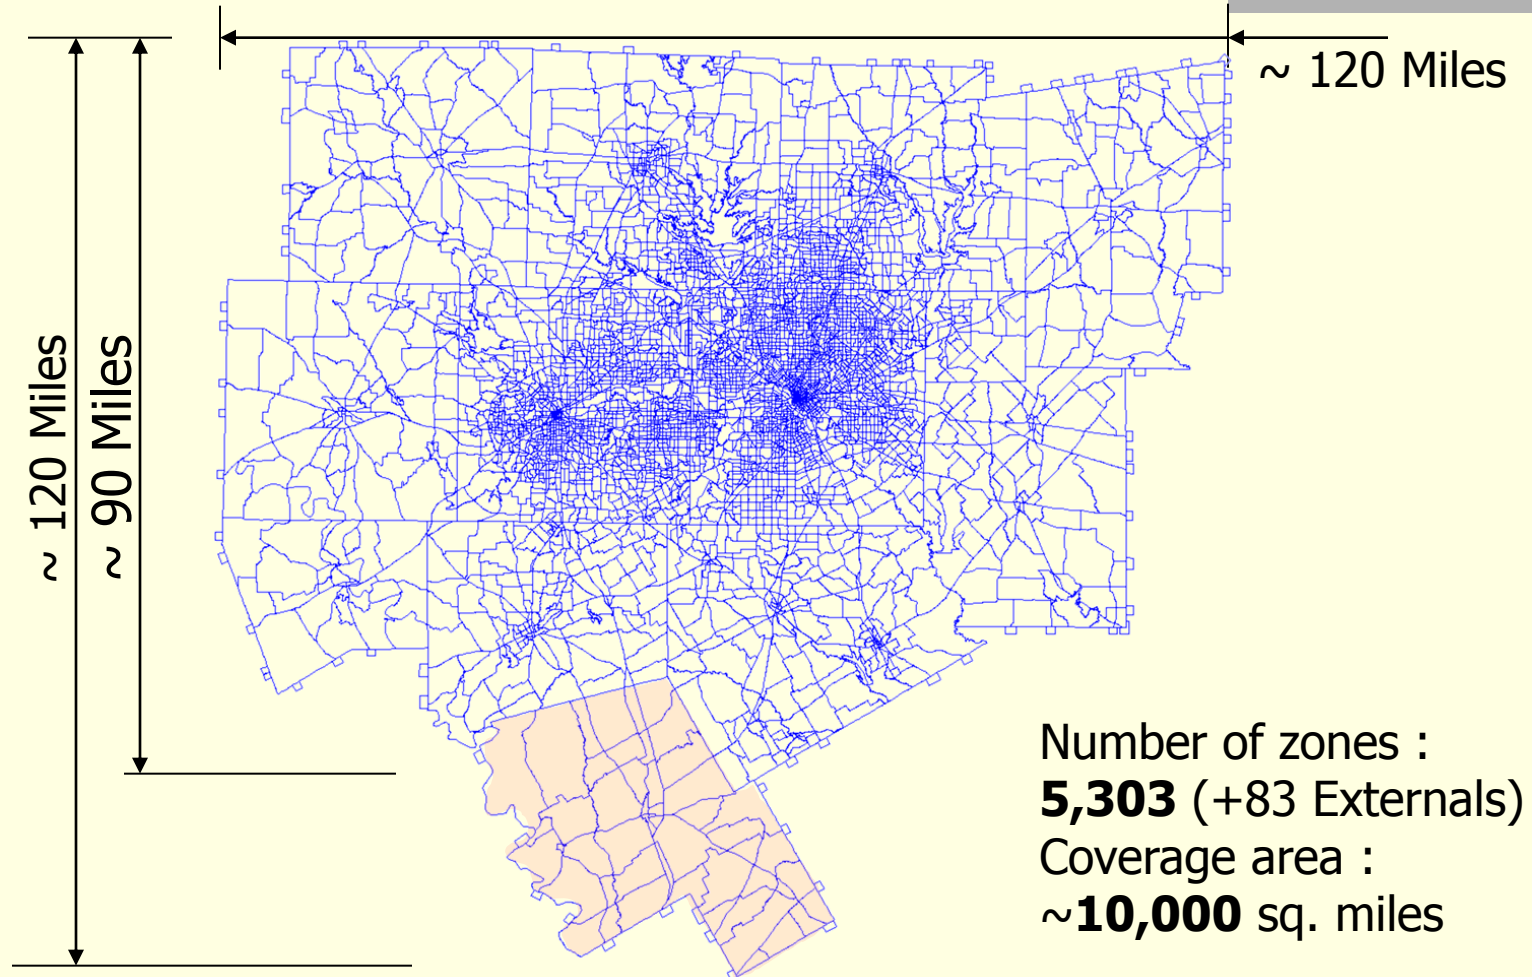 ~ 120 Miles
~ 120 Miles
~ 90 Miles
Number of zones :
5,303 (+83 Externals)
Coverage area :
~10,000 sq. miles